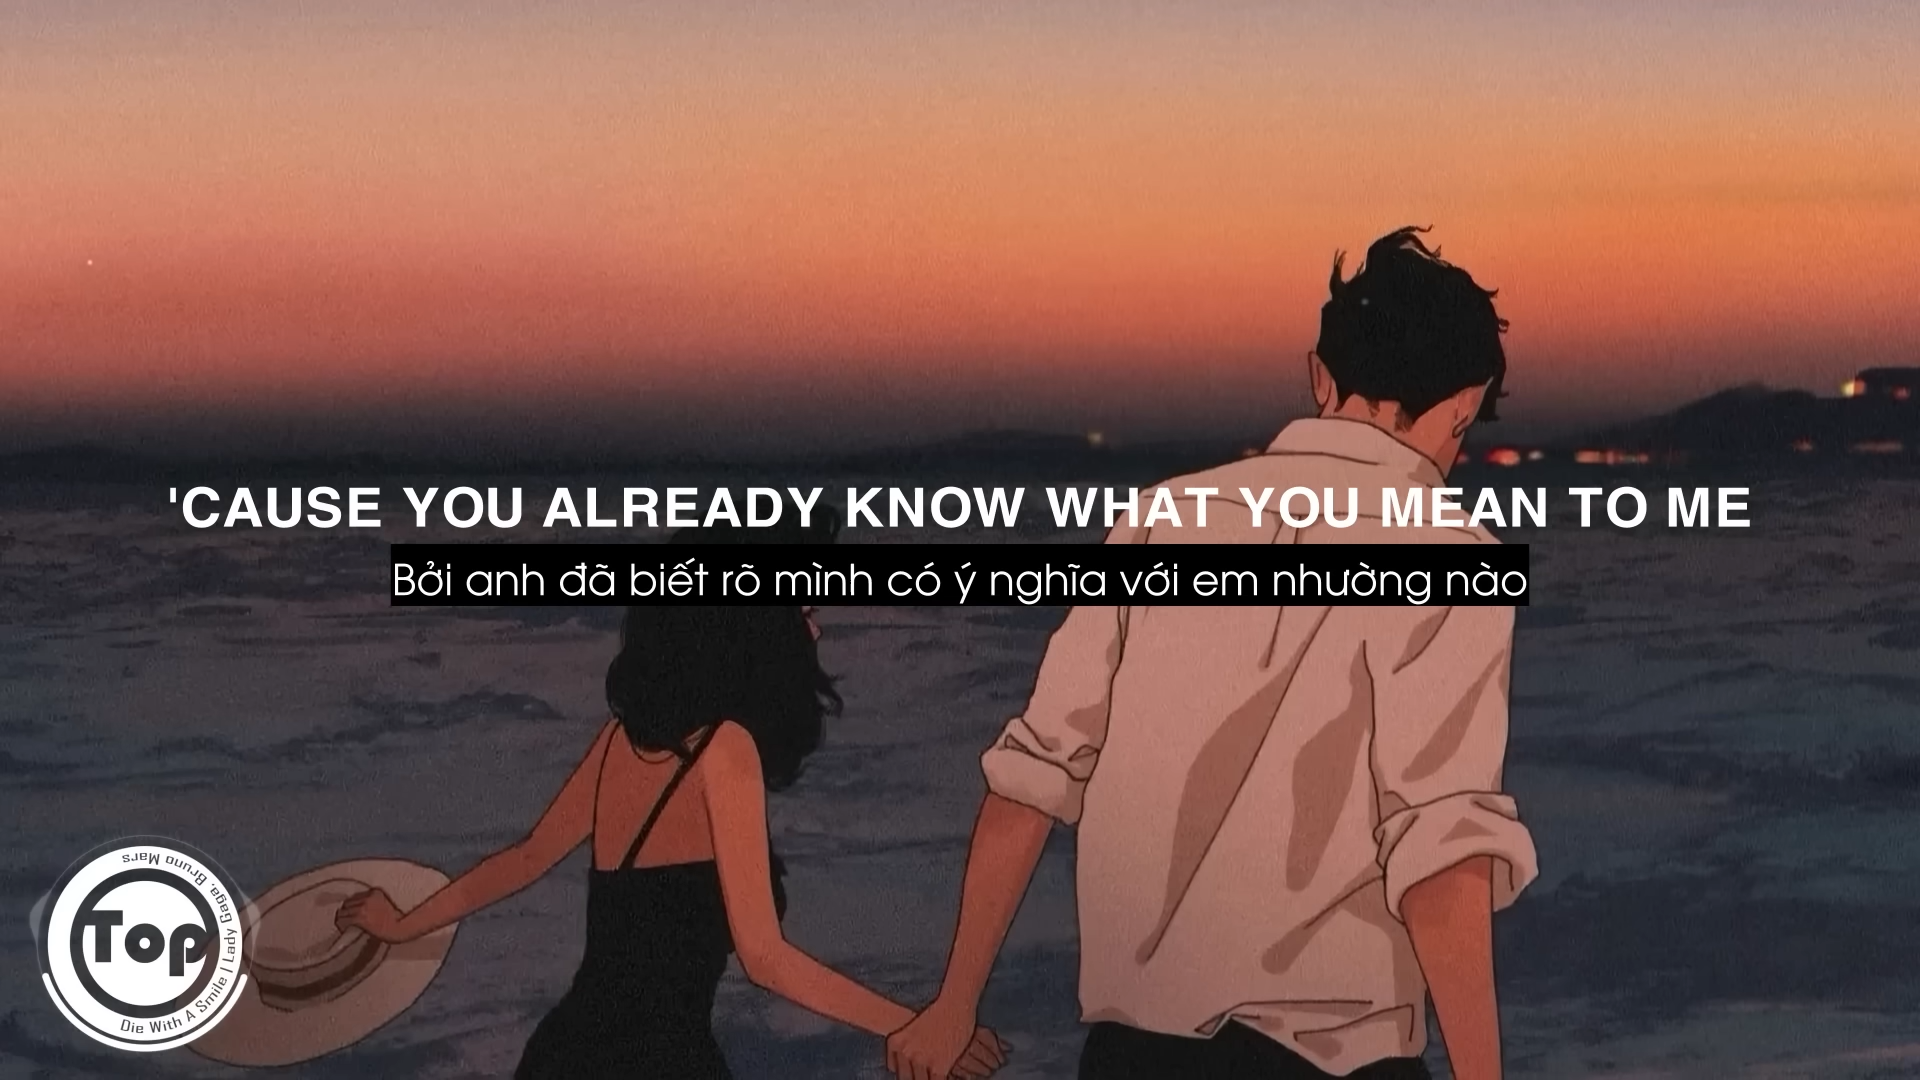 'CAUSE YOU ALREADY KNOW WHAT YOU MEAN TO ME
Bởi anh đã biết rõ mình có ý nghĩa với em nhường nào
Top
Die With A Smile | Lady Gaga, Bruno Mars